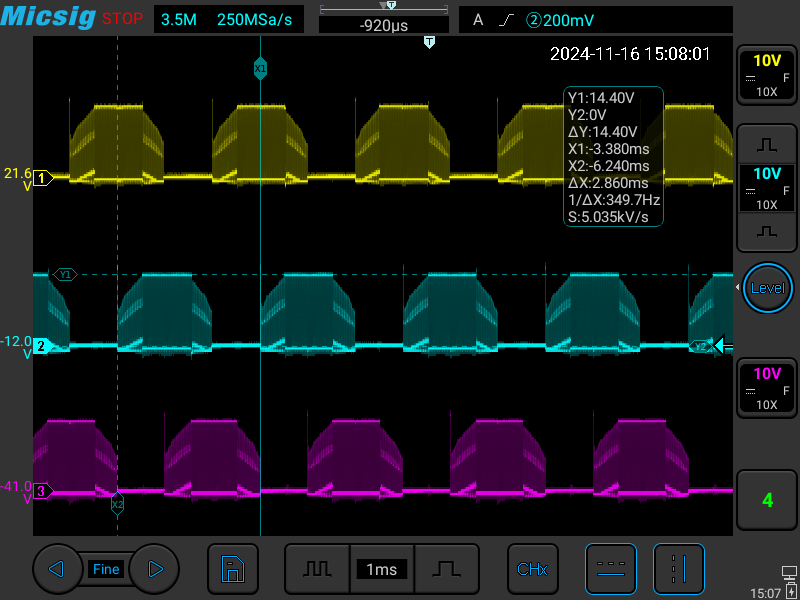 Micsig STOP 3.5M 250MSa/s T -920µs A ②200mV
T
2024-11-16 15:08:01
X1
10V
F
10X
Y1:14.40V
Y2:0V
ΔY:14.40V
X1:-3.380ms
X2:-6.240ms
ΔX:2.860ms
1/ΔX:349.7Hz
S:5.035kV/s
21.6
V
1
10V
F
10X
Y1
Level
-12.0
V
2
Y2
10V
F
10X
-41.0
V
3
X2
4
Fine
1ms
CHx
15:07